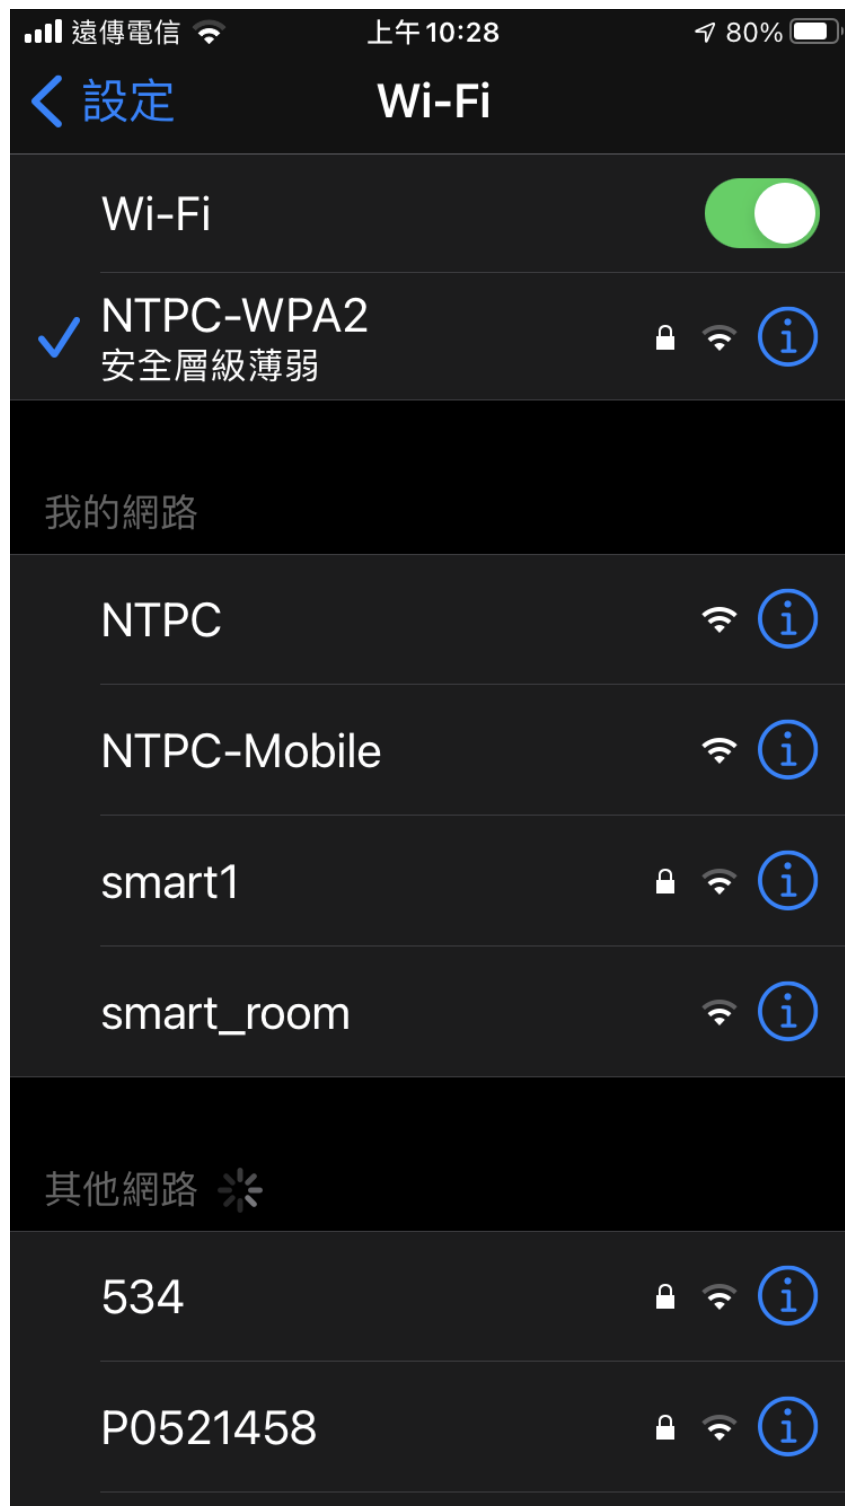 遠傳電信 上午10:28 80%
設定 Wi-Fi
Wi-Fi
NTPC-WPA2
安全層級薄弱
我的網路
NTPC
NTPC-Mobile
smart1
smart_room
其他網路
534
P0521458